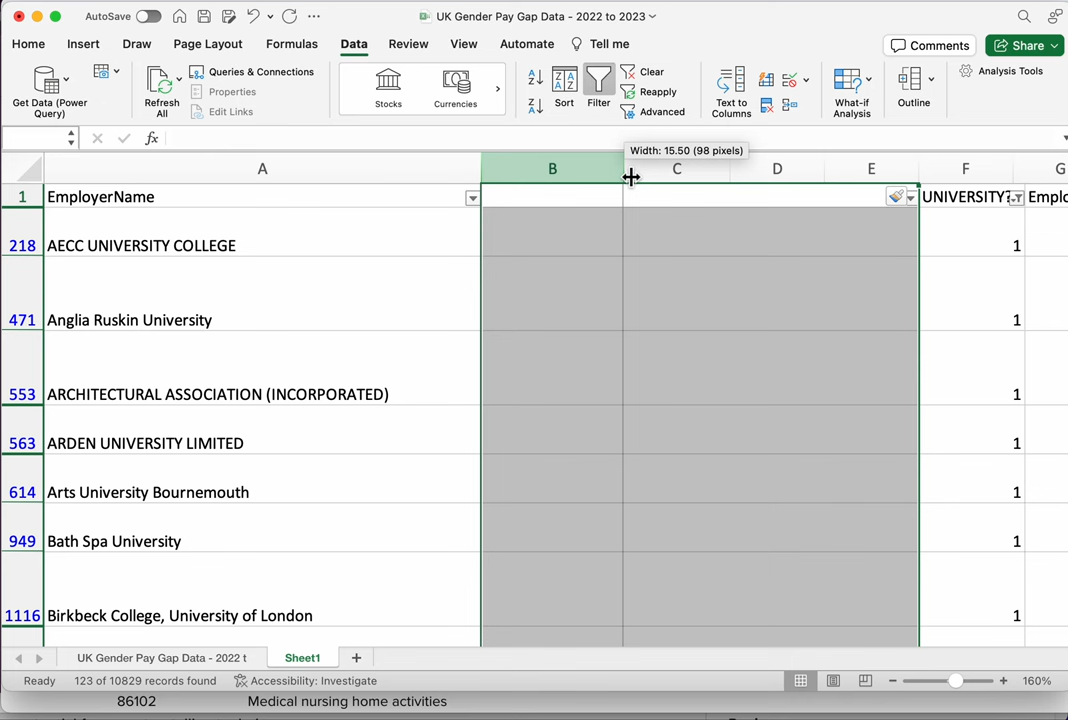 AutoSave
UK Gender Pay Gap Data - 2022 to 2023
Home Insert Draw Page Layout Formulas Data Review View Automate Tell me
Comments Share
Get Data (Power Query)
Refresh All
Queries & Connections
Properties
Edit Links
Stocks
Currencies
Sort
Filter
Clear
Reapply
Advanced
Text to Columns
What-if Analysis
Outline
Analysis Tools
fx
Width: 15.50 (98 pixels)
A B C D E F G
1 EmployerName UNIVERSITY? Emplo
218 AECC UNIVERSITY COLLEGE 1
471 Anglia Ruskin University 1
553 ARCHITECTURAL ASSOCIATION (INCORPORATED) 1
563 ARDEN UNIVERSITY LIMITED 1
614 Arts University Bournemouth 1
949 Bath Spa University 1
1116 Birkbeck College, University of London 1
UK Gender Pay Gap Data - 2022 t Sheet1 +
Ready 123 of 10829 records found Accessibility: Investigate 160%
86102 Medical nursing home activities